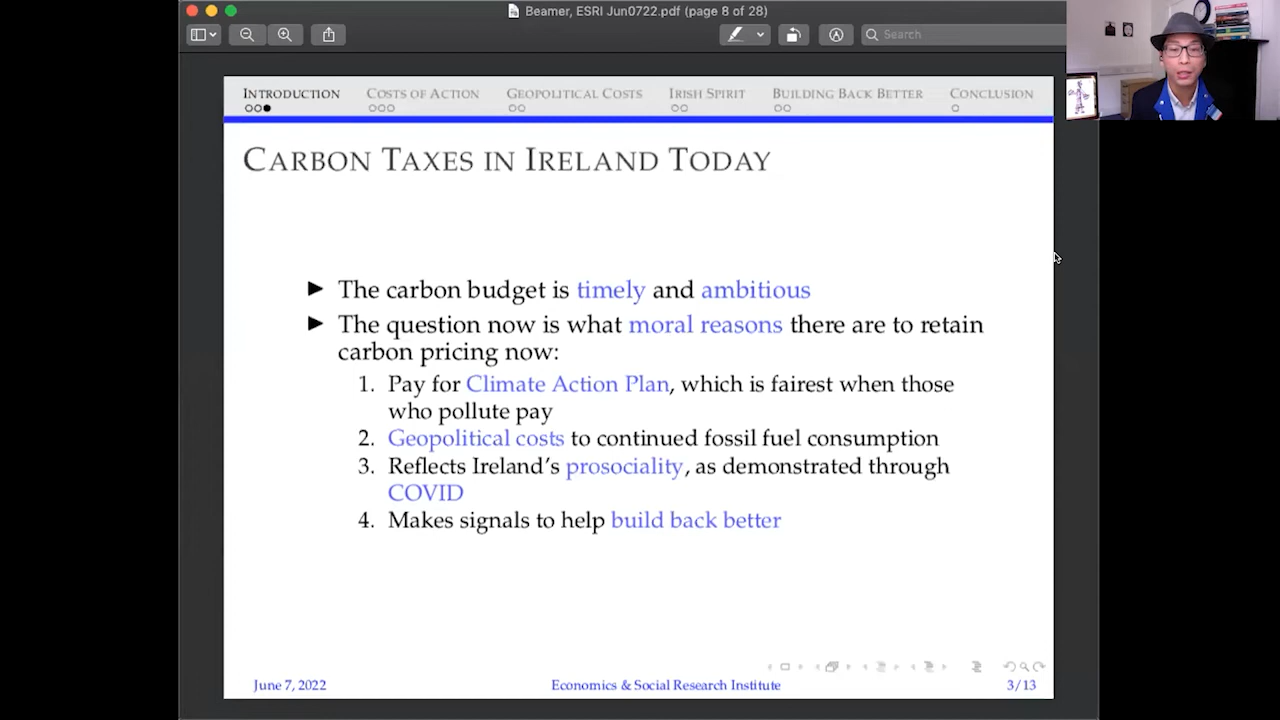 Beamer, ESRI Jun0722.pdf (page 8 of 28)
Search
INTRODUCTION
COSTS OF ACTION
GEOPOLITICAL COSTS
IRISH SPIRIT
BUILDING BACK BETTER
CONCLUSION
CARBON TAXES IN IRELAND TODAY
The carbon budget is timely and ambitious
The question now is what moral reasons there are to retain
carbon pricing now:
1. Pay for Climate Action Plan, which is fairest when those
who pollute pay
2. Geopolitical costs to continued fossil fuel consumption
3. Reflects Ireland's prosociality, as demonstrated through
COVID
4. Makes signals to help build back better
June 7, 2022
Economics & Social Research Institute
3/13